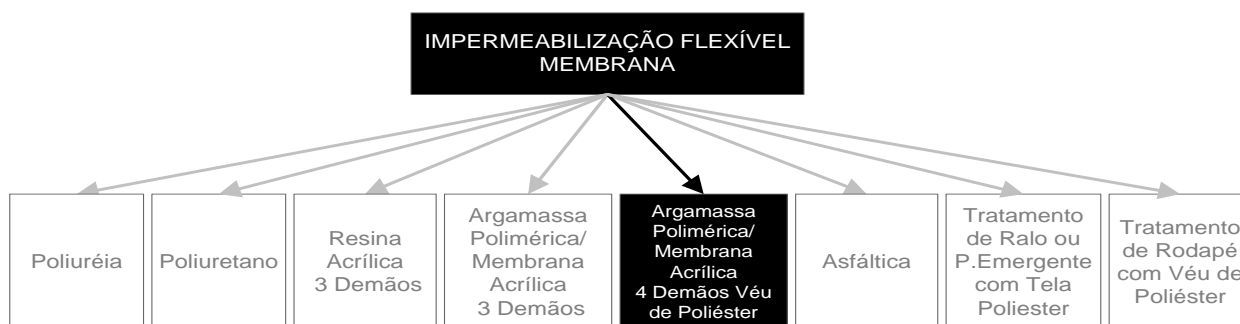 IMPERMEABILIZAÇÃO FLEXÍVEL
MEMBRANA
Poliuréia
Poliuretano
Resina
Acrílica
3 Demãos
Argamassa
Polimérica/
Membrana
Acrílica
3 Demãos
Argamassa
Polimérica/
Membrana
Acrílica
4 Demãos Véu
de Poliéster
Asfáltica
Tratamento
de Ralo ou
P.Emergente
com Tela
Poliester
Tratamento
de Rodapé
com Véu de
Poliéster